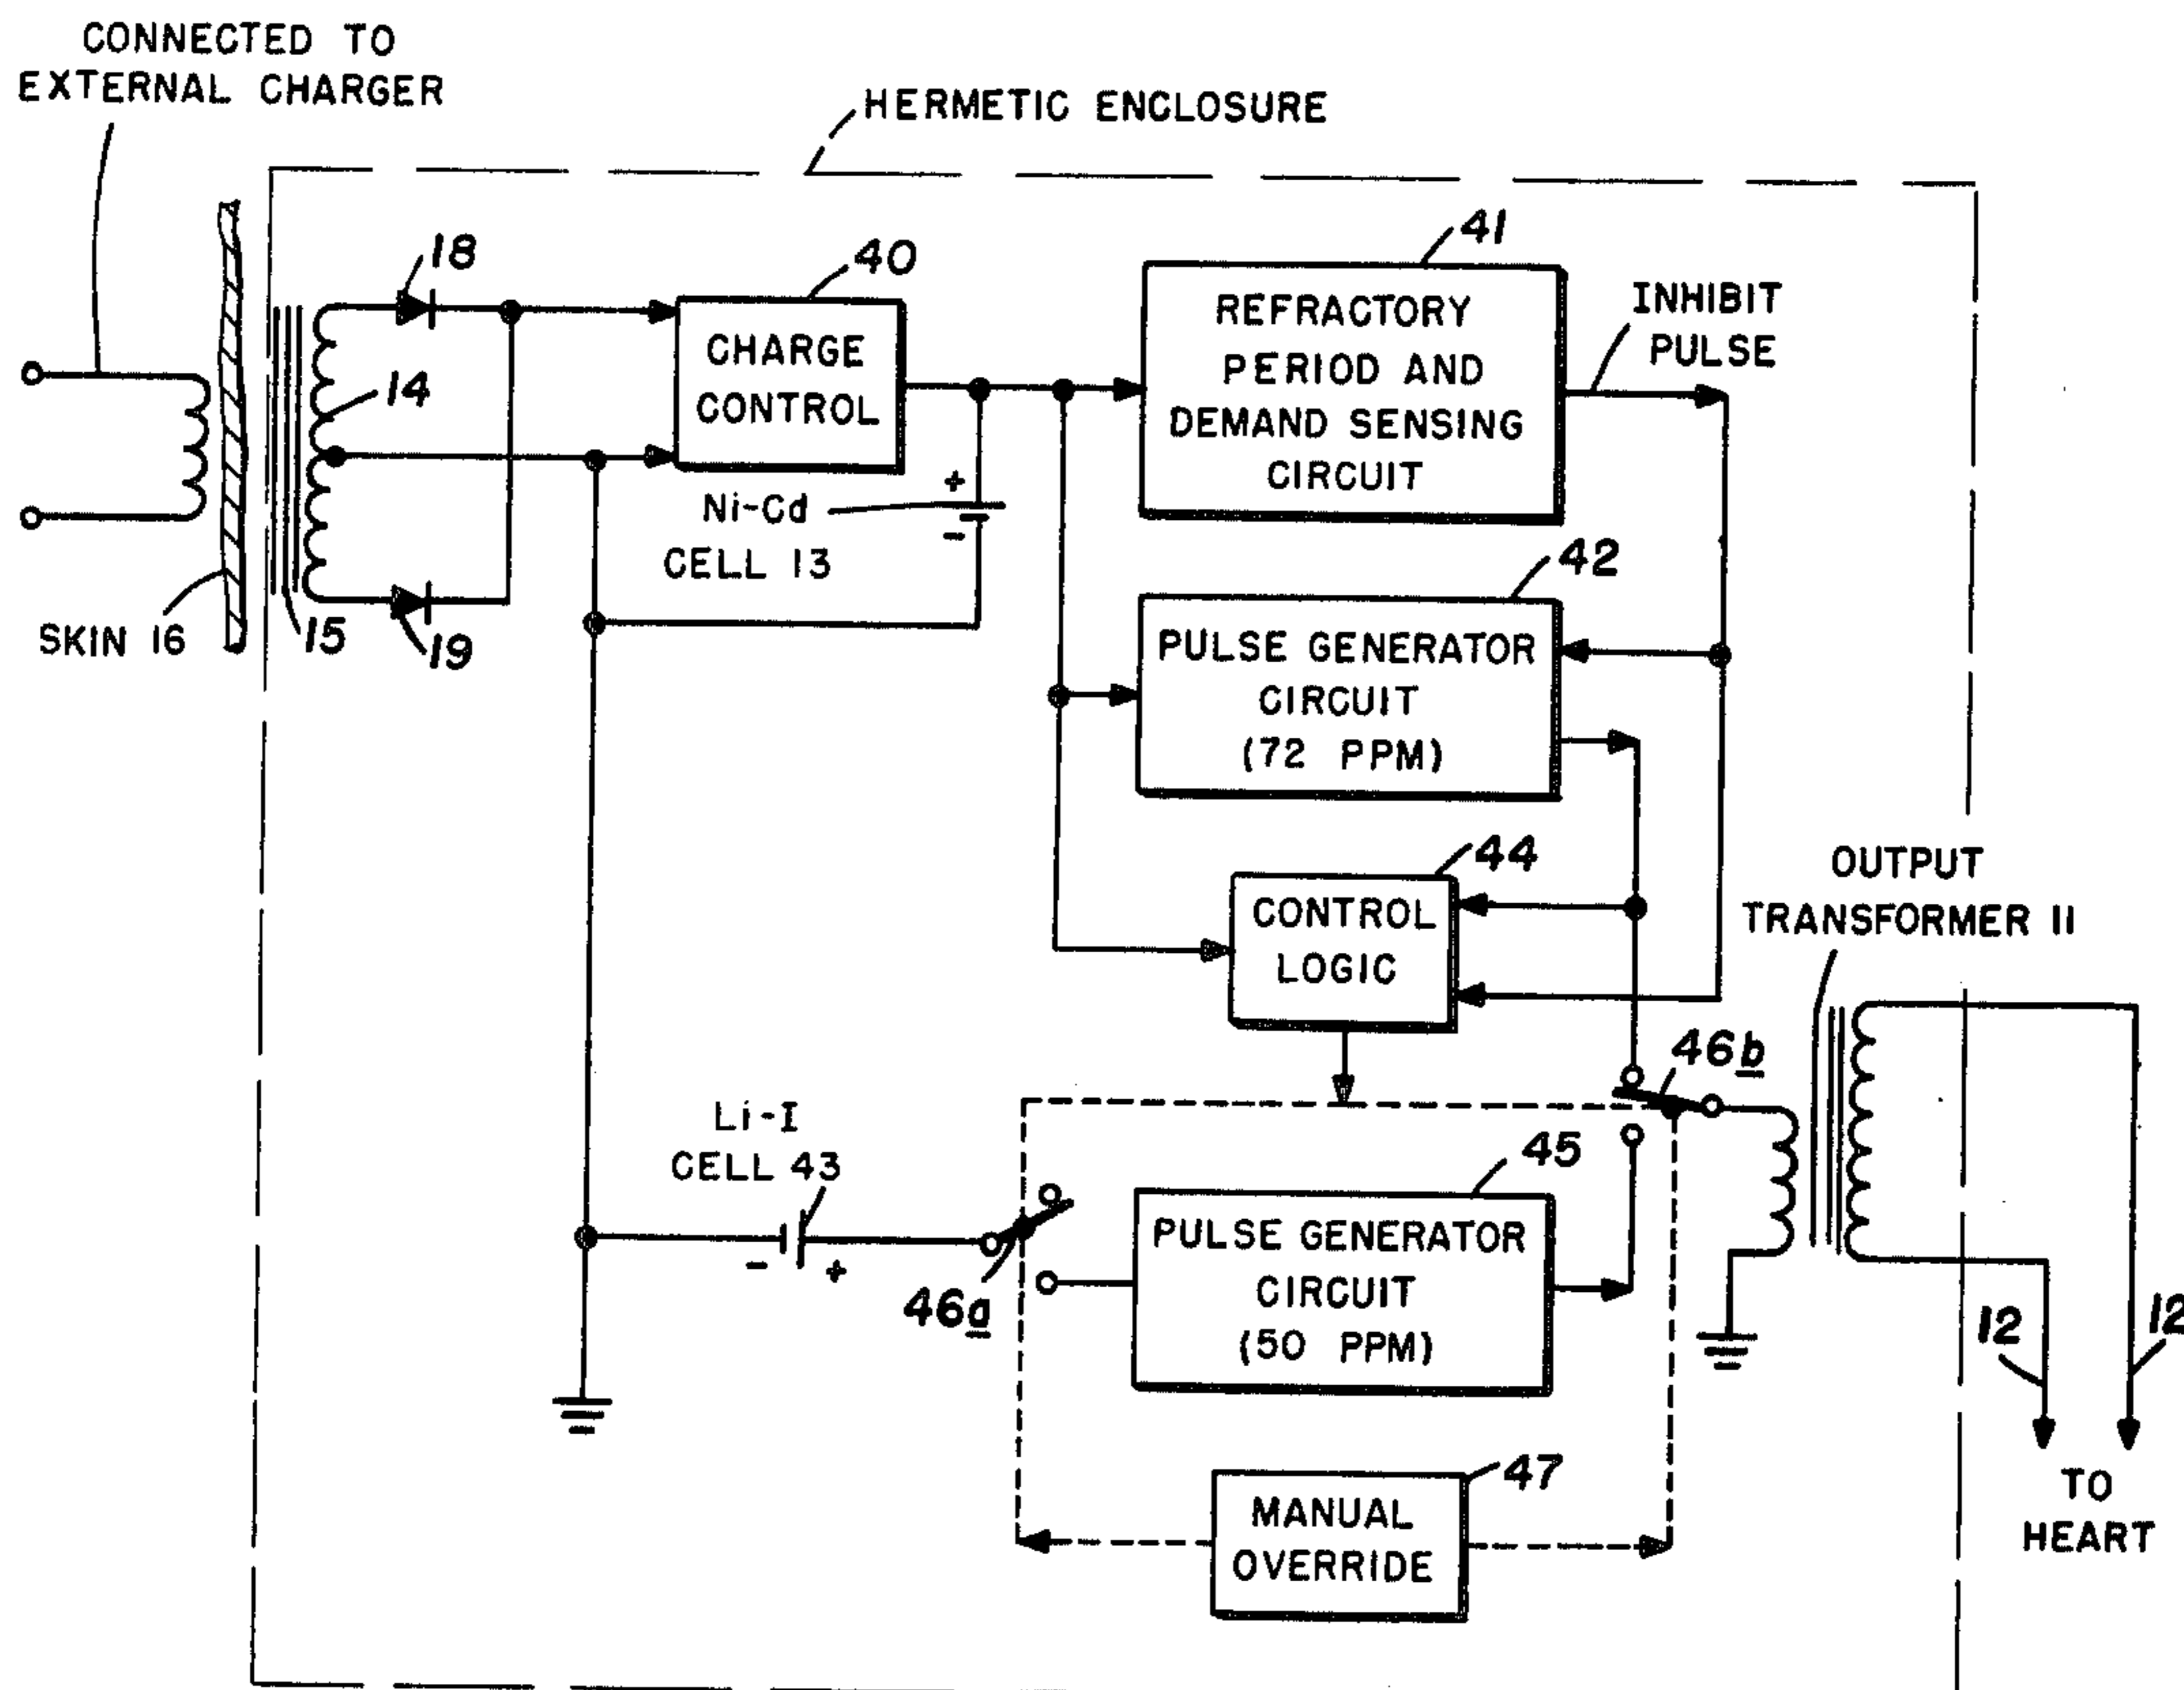 CONNECTED TO
EXTERNAL CHARGER
HERMETIC ENCLOSURE
18
40
41
CHARGE
CONTROL
REFRACTORY
PERIOD AND
DEMAND SENSING
CIRCUIT
INHIBIT
PULSE
14
+
Ni-Cd
CELL 13
-
SKIN 16
15
19
42
PULSE GENERATOR
CIRCUIT
(72 PPM)
44
CONTROL
LOGIC
OUTPUT
TRANSFORMER 11
46b
Li-I
CELL 43
- +
46a
45
PULSE GENERATOR
CIRCUIT
(50 PPM)
12
12
47
MANUAL
OVERRIDE
TO
HEART